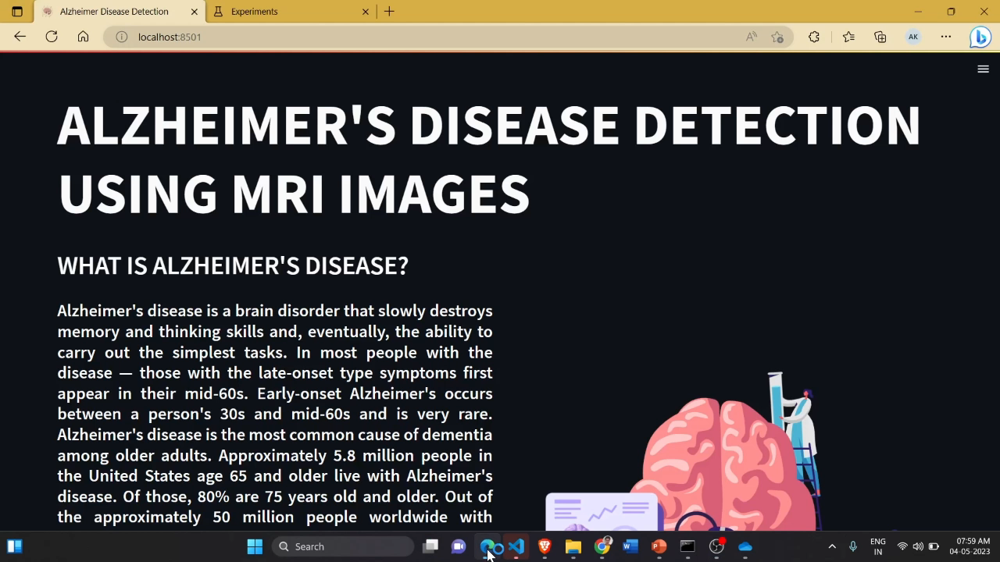 Alzheimer Disease Detection
Experiments
localhost:8501
AK
ALZHEIMER'S DISEASE DETECTION
USING MRI IMAGES
WHAT IS ALZHEIMER'S DISEASE?
Alzheimer's disease is a brain disorder that slowly destroys
memory and thinking skills and, eventually, the ability to
carry out the simplest tasks. In most people with the
disease — those with the late-onset type symptoms first
appear in their mid-60s. Early-onset Alzheimer's occurs
between a person's 30s and mid-60s and is very rare.
Alzheimer's disease is the most common cause of dementia
among older adults. Approximately 5.8 million people in
the United States age 65 and older live with Alzheimer's
disease. Of those, 80% are 75 years old and older. Out of
the approximately 50 million people worldwide with
Search
ENG
IN
07:59 AM
04-05-2023